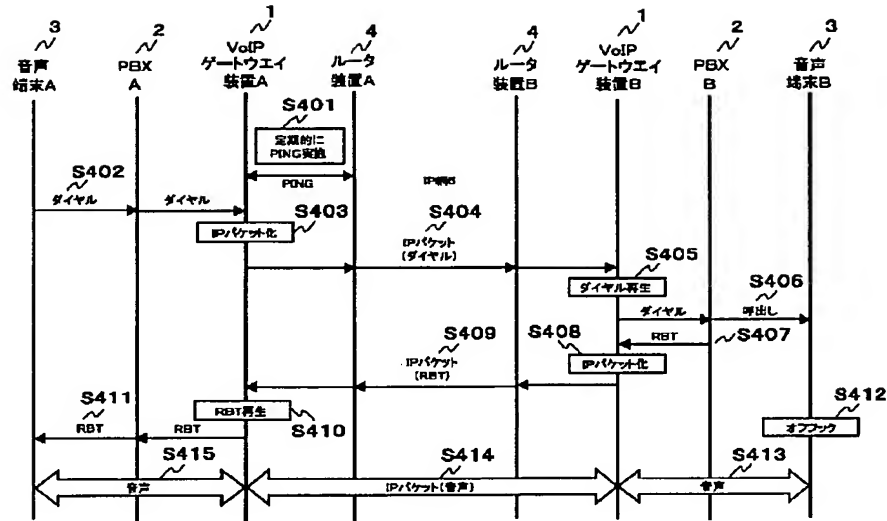 3
2
1
4
4
1
2
3
音声
端末A
PBX
A
VoIP
ゲートウエイ
装置A
ルータ
装置A
ルータ
装置B
VoIP
ゲートウエイ
装置B
PBX
B
音声
端末B
S401
定期的に
PING実施
PING
S402
ダイヤル
ダイヤル
S403
IPパケット化
S404
IPパケット
(ダイヤル)
S405
ダイヤル再生
S406
ダイヤル
呼出し
S407
RBT
S408
IPパケット化
S409
IPパケット
(RBT)
RBT再生
S410
S411
RBT
RBT
S412
オフフック
S415
音声
S414
IPパケット(音声)
S413
音声